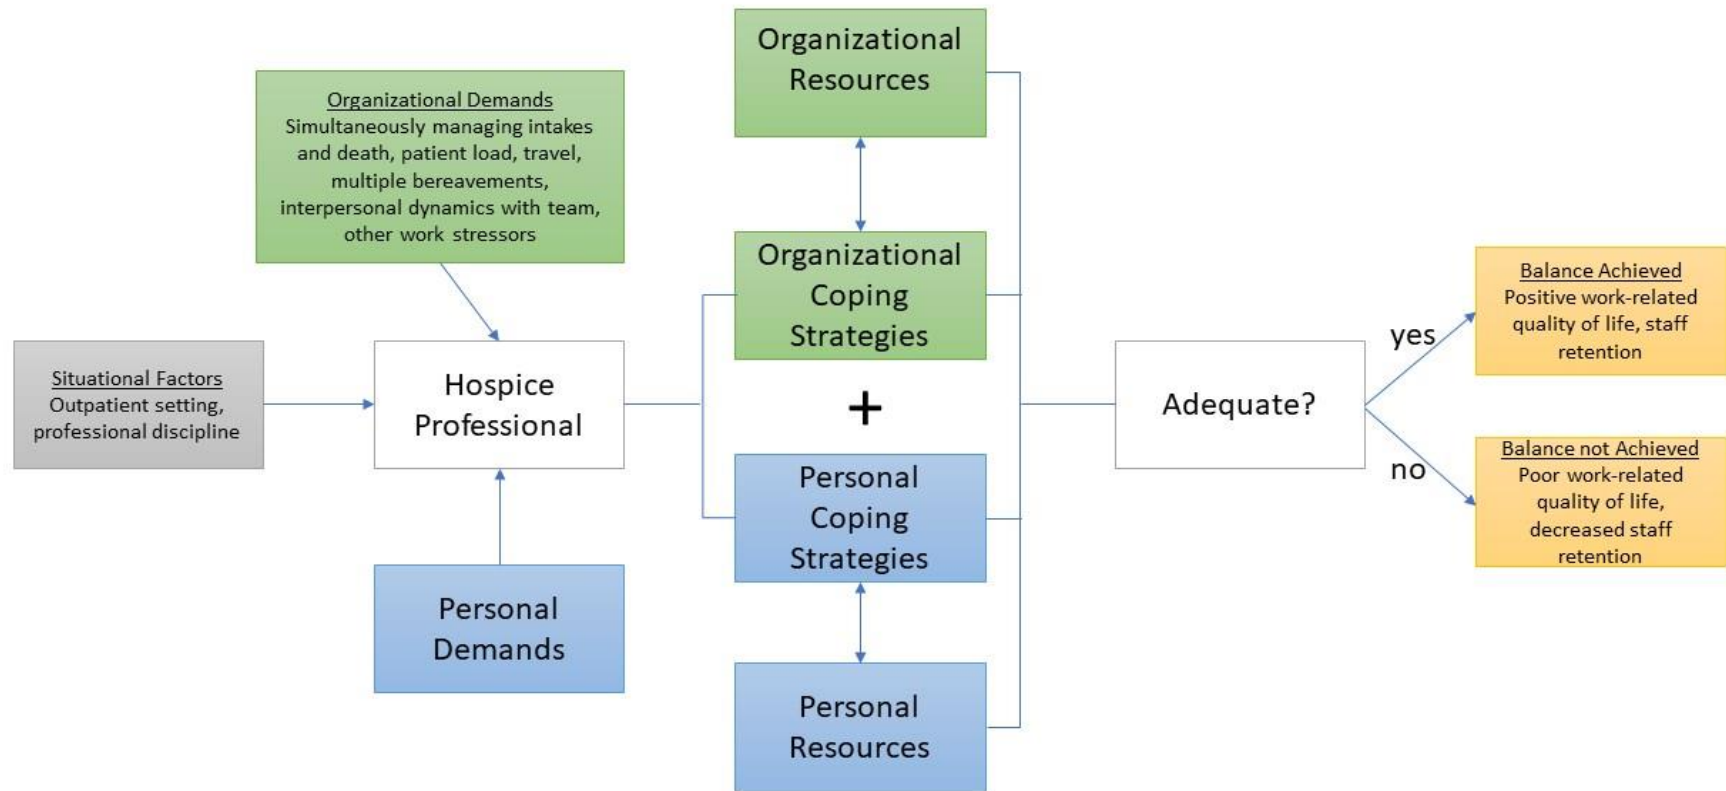 Organizational
Resources
Organizational Demands
Simultaneously managing intakes
and death, patient load, travel,
multiple bereavements,
interpersonal dynamics with team,
other work stressors
Organizational
Coping
Strategies
Situational Factors
Outpatient setting,
professional discipline
Hospice
Professional
+
Personal
Coping
Strategies
Personal
Demands
Personal
Resources
Adequate?
yes
no
Balance Achieved
Positive work-related
quality of life, staff
retention
Balance not Achieved
Poor work-related
quality of life,
decreased staff
retention